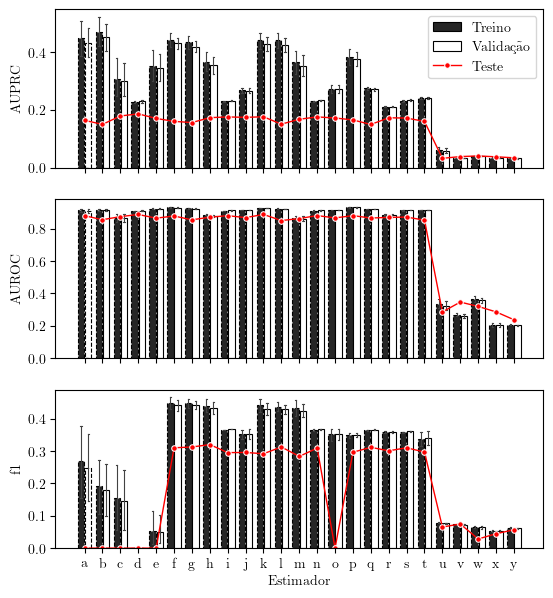 AUPRC
0.4
0.2
0.0
Treino
Validação
Teste
AUROC
0.8
0.6
0.4
0.2
0.0
f1
0.4
0.3
0.2
0.1
0.0
a b c d e f g h i j k l m n o p q r s t u v w x y
Estimador